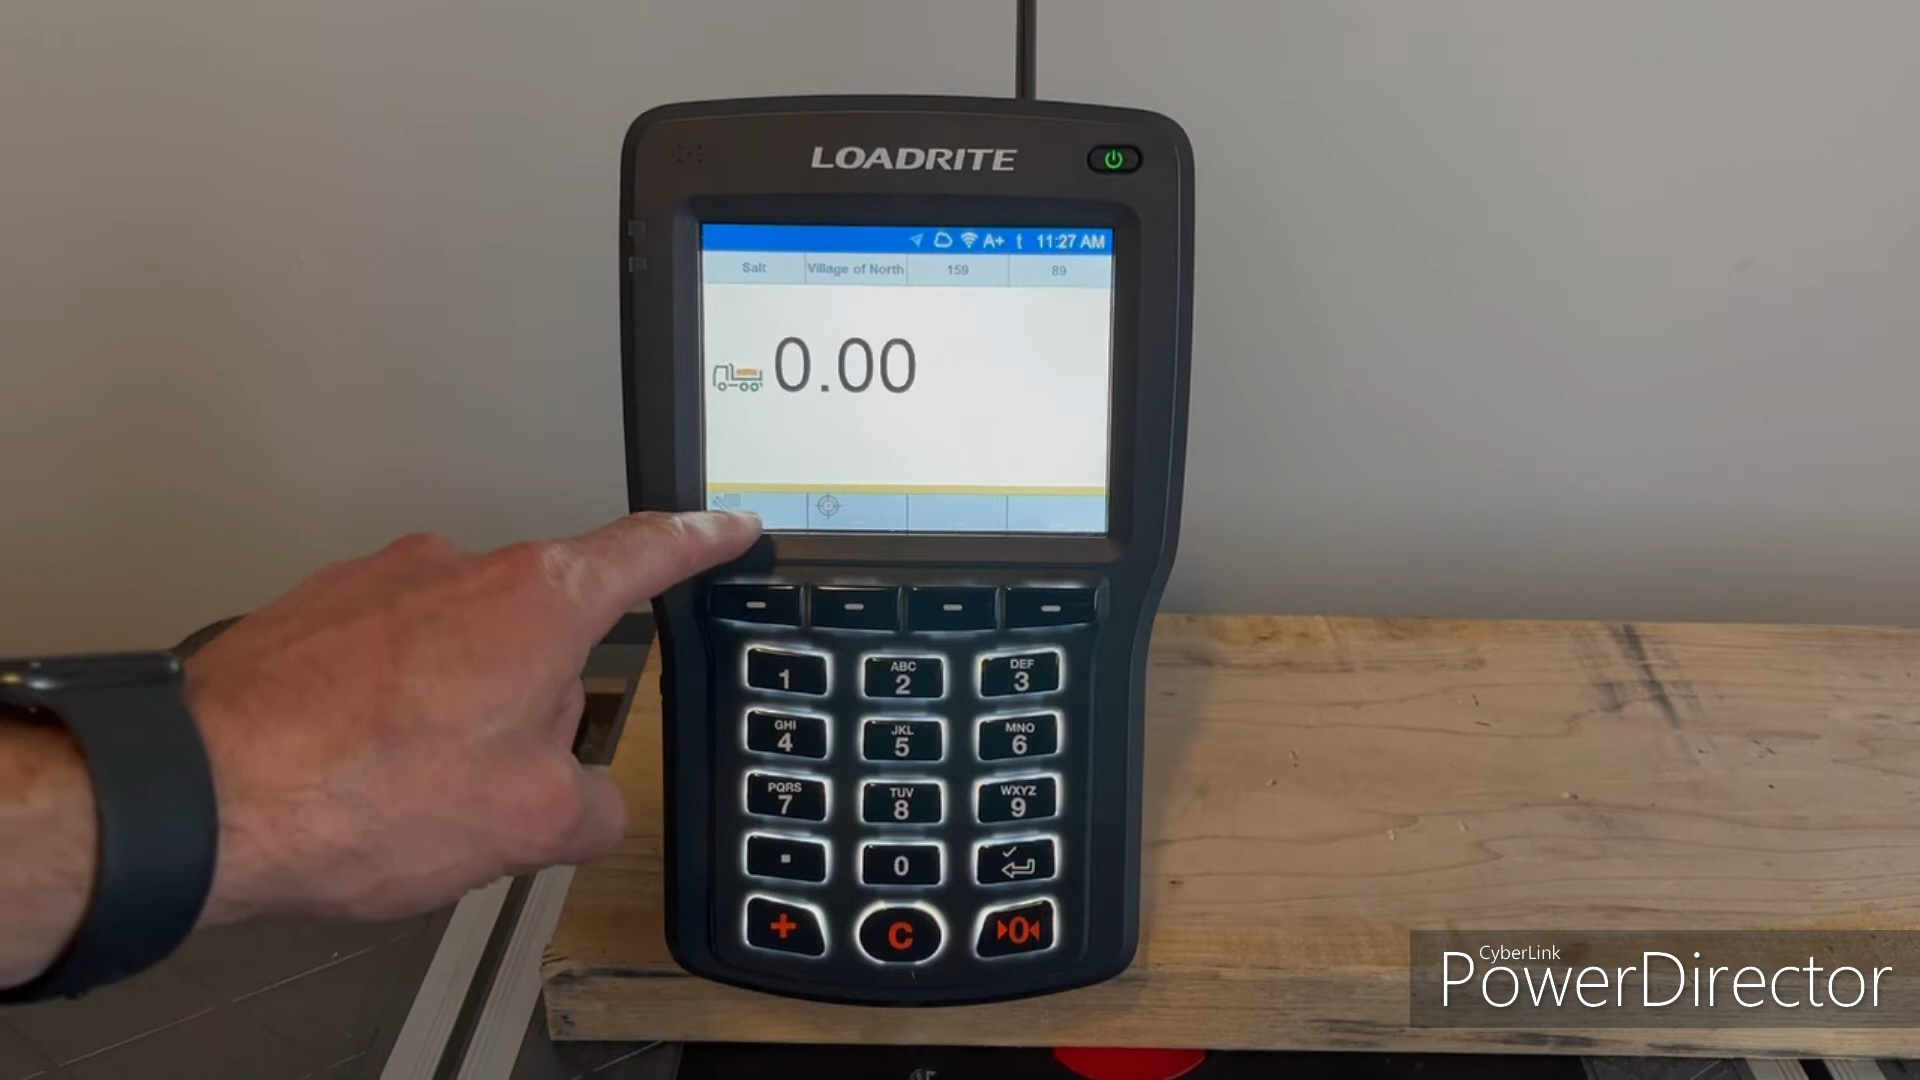 LOADRITE
A+ t 11:27 AM
Salt Village of North 159 89
0.00
1 ABC 2 DEF 3
GHI 4 JKL 5 MNO 6
PQRS 7 TUV 8 WXYZ 9
. 0
+ C 0
CyberLink
PowerDirector